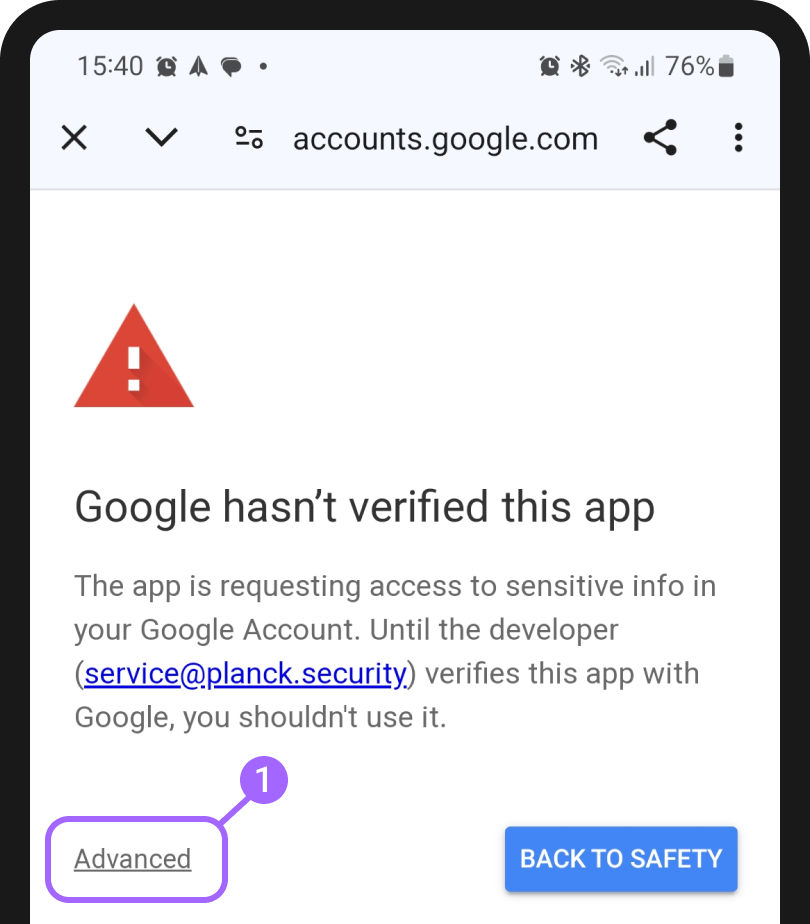 15:40 76%
accounts.google.com
Google hasn’t verified this app
The app is requesting access to sensitive info in
your Google Account. Until the developer
(service@planck.security) verifies this app with
Google, you shouldn't use it.
1
Advanced BACK TO SAFETY